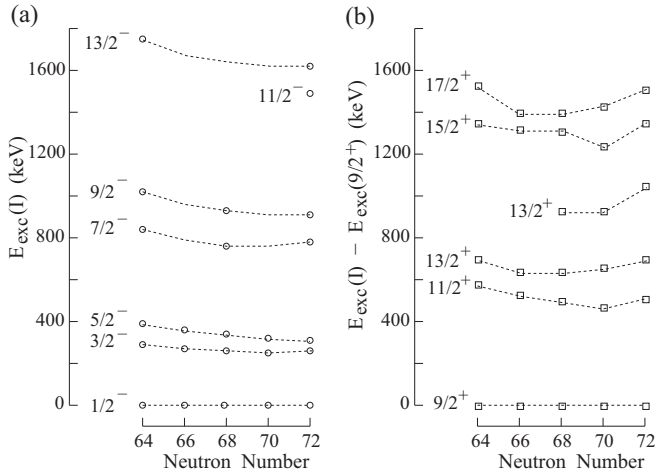 (a)
E_exc(I) (keV)
1600
1200
800
400
0
13/2⁻
11/2⁻
9/2⁻
7/2⁻
5/2⁻
3/2⁻
1/2⁻
64 66 68 70 72
Neutron Number
(b)
E_exc(I) − E_exc(9/2⁺) (keV)
1600
1200
800
400
0
17/2⁺
15/2⁺
13/2⁺
13/2⁺
11/2⁺
9/2⁺
64 66 68 70 72
Neutron Number